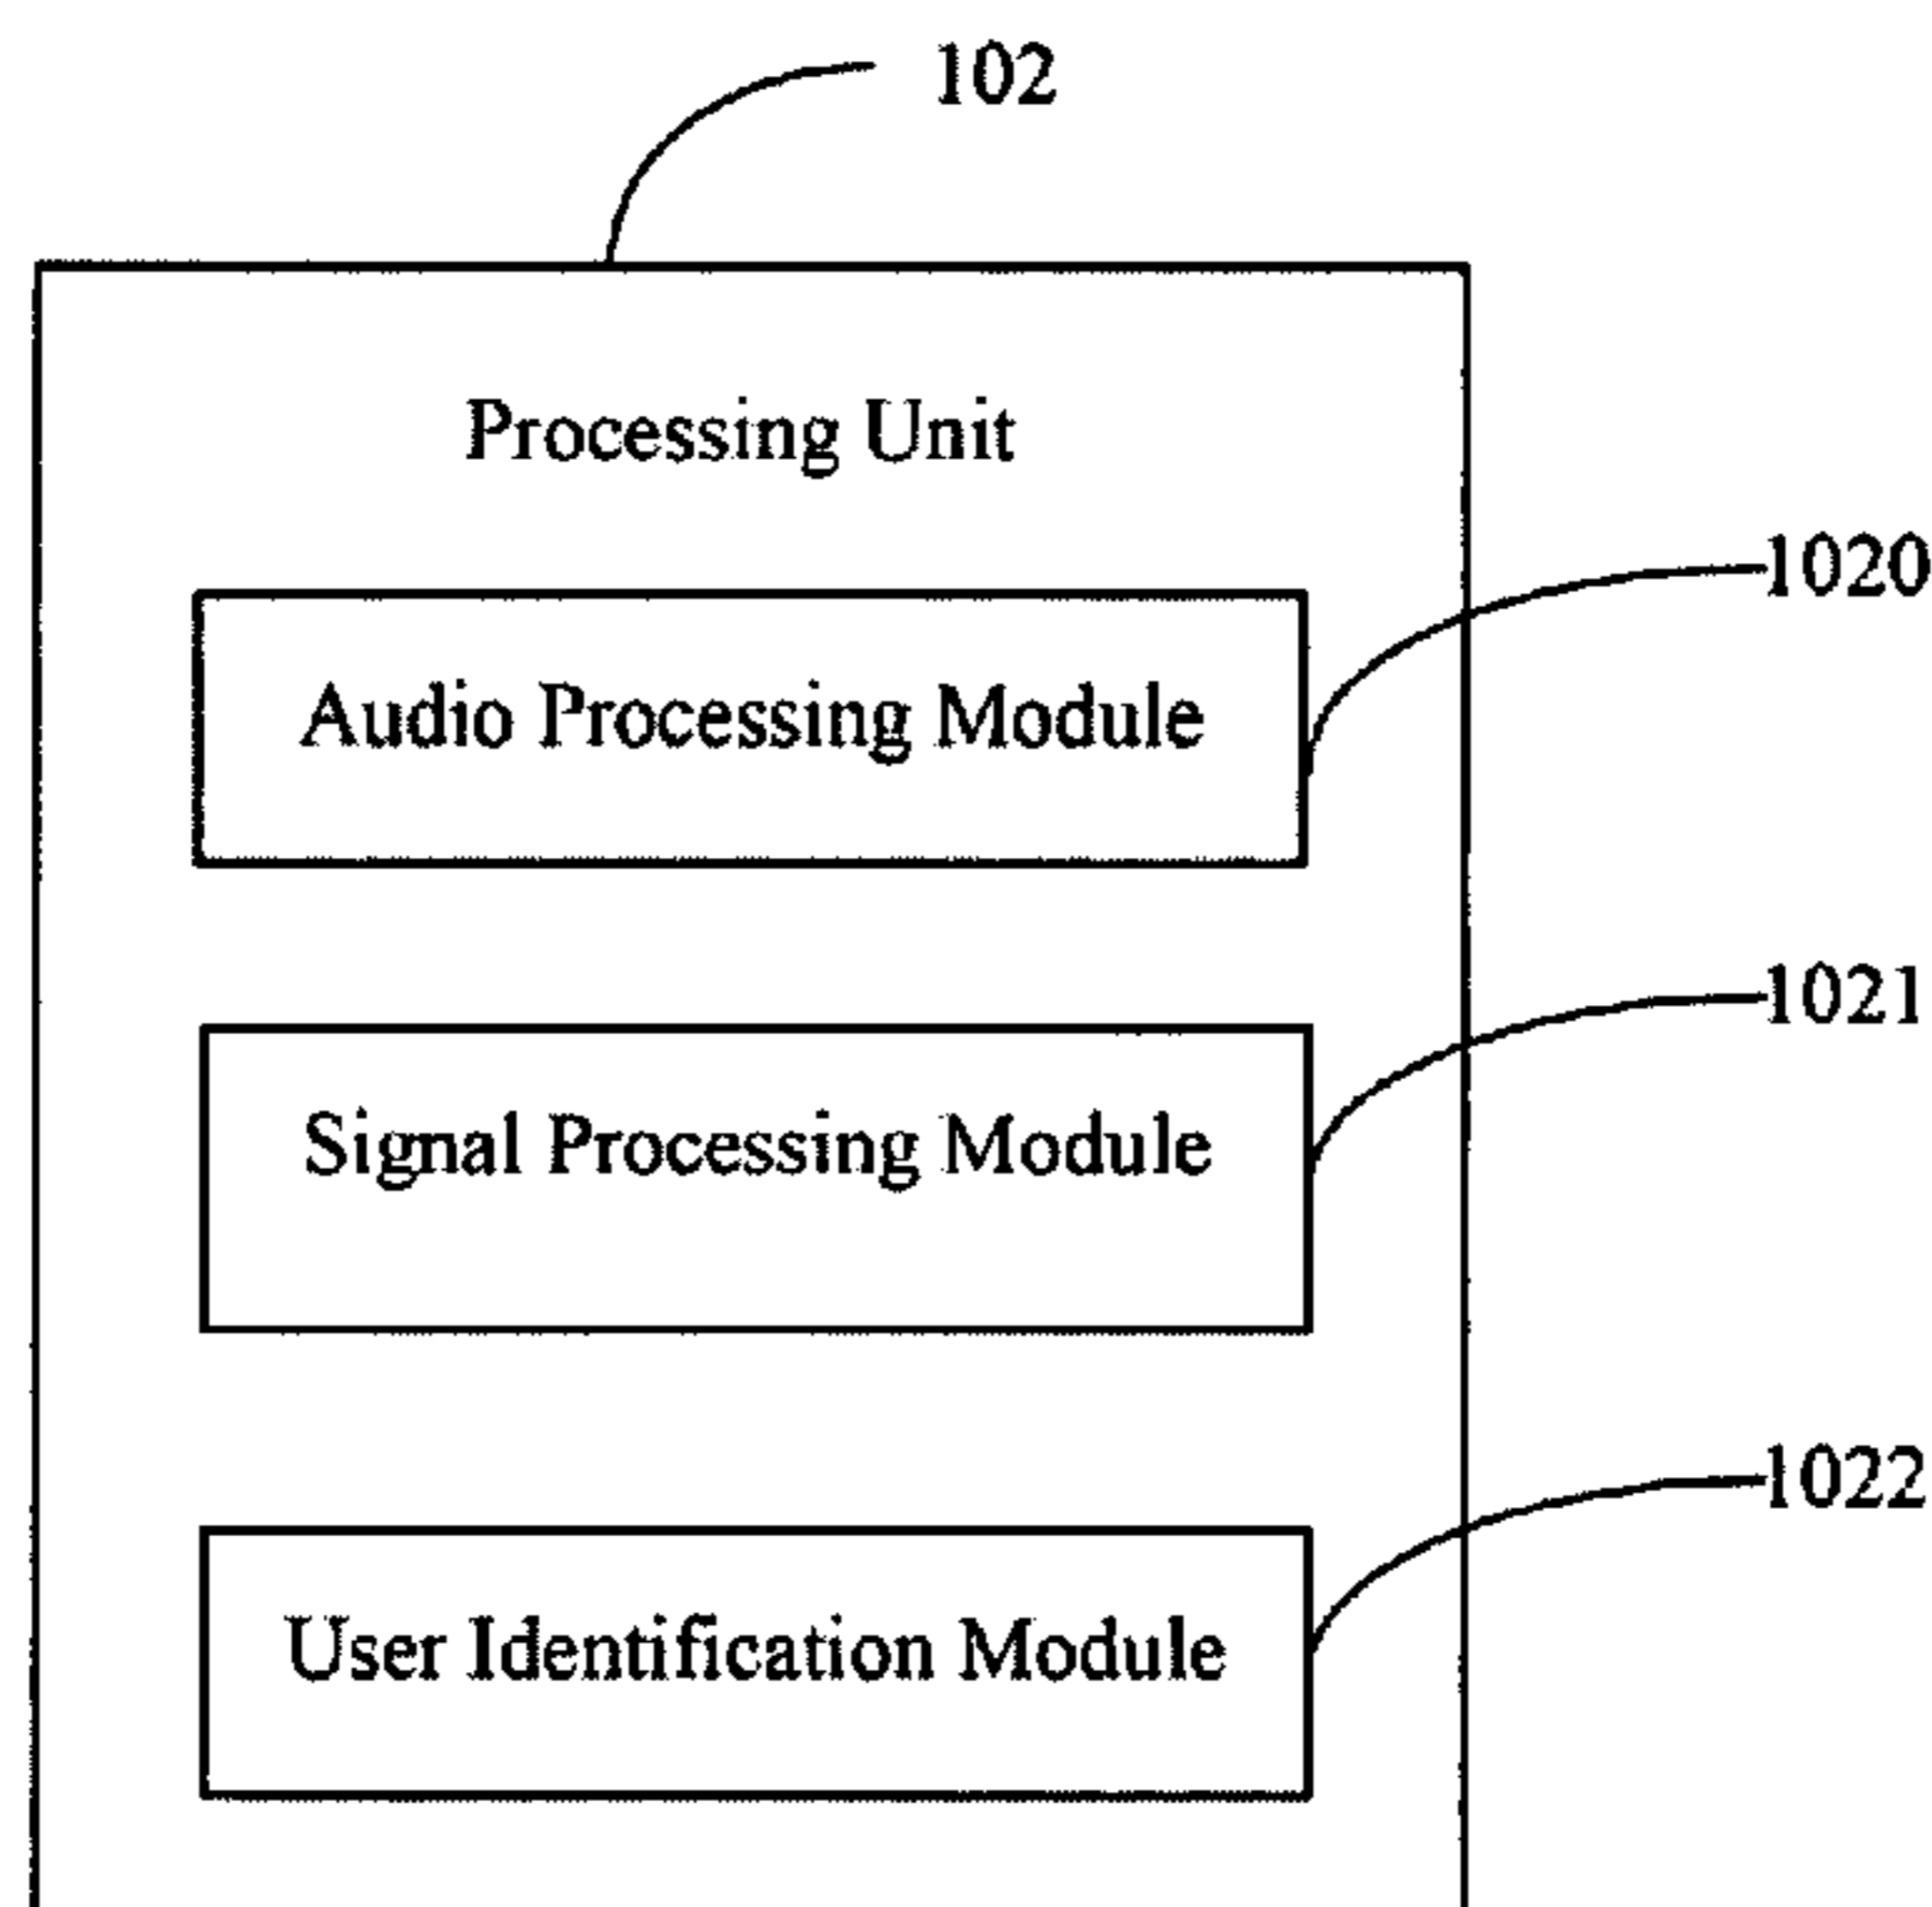 102
Processing Unit
1020
Audio Processing Module
1021
Signal Processing Module
1022
User Identification Module